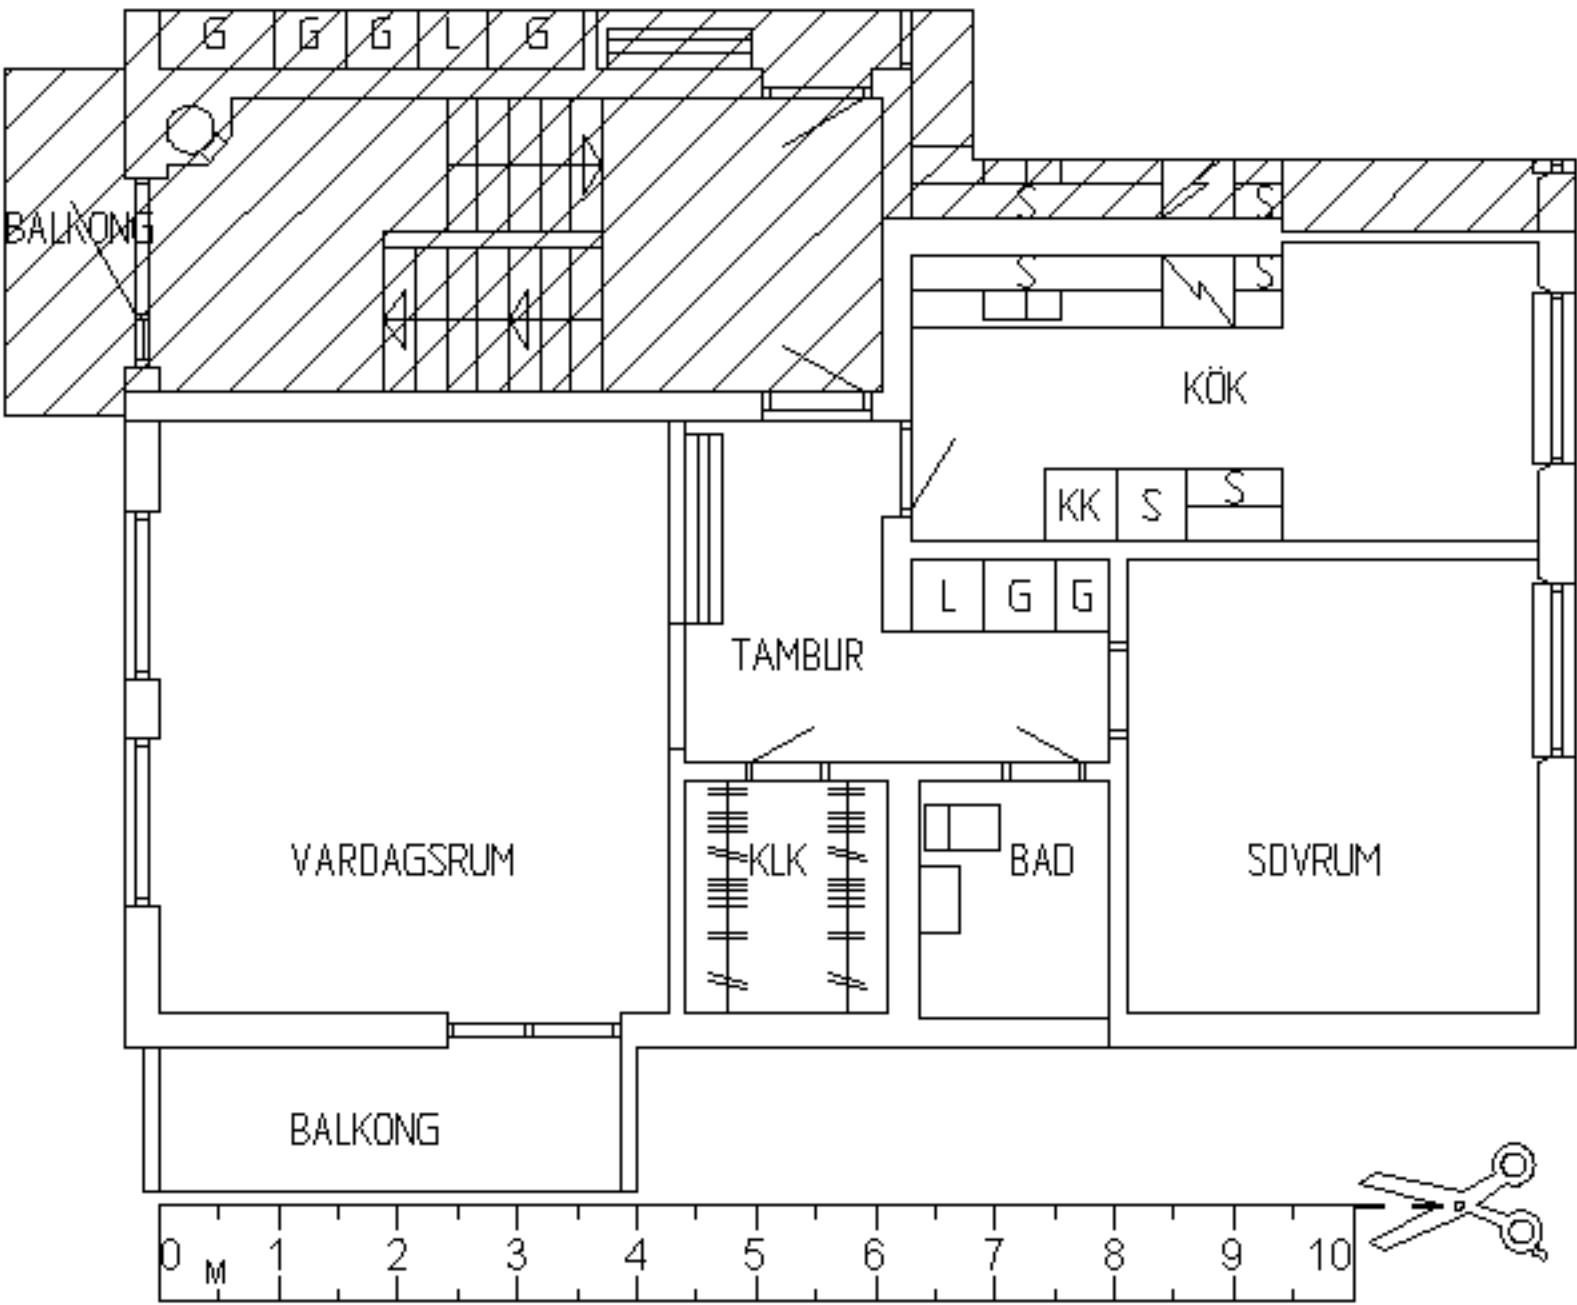 G G G L G
BALKONG
S S
S S
KÖK
KK S S
L G G
TAMBUR
VARDAGSRUM KLK BAD SOVRUM
BALKONG
0 M 1 2 3 4 5 6 7 8 9 10